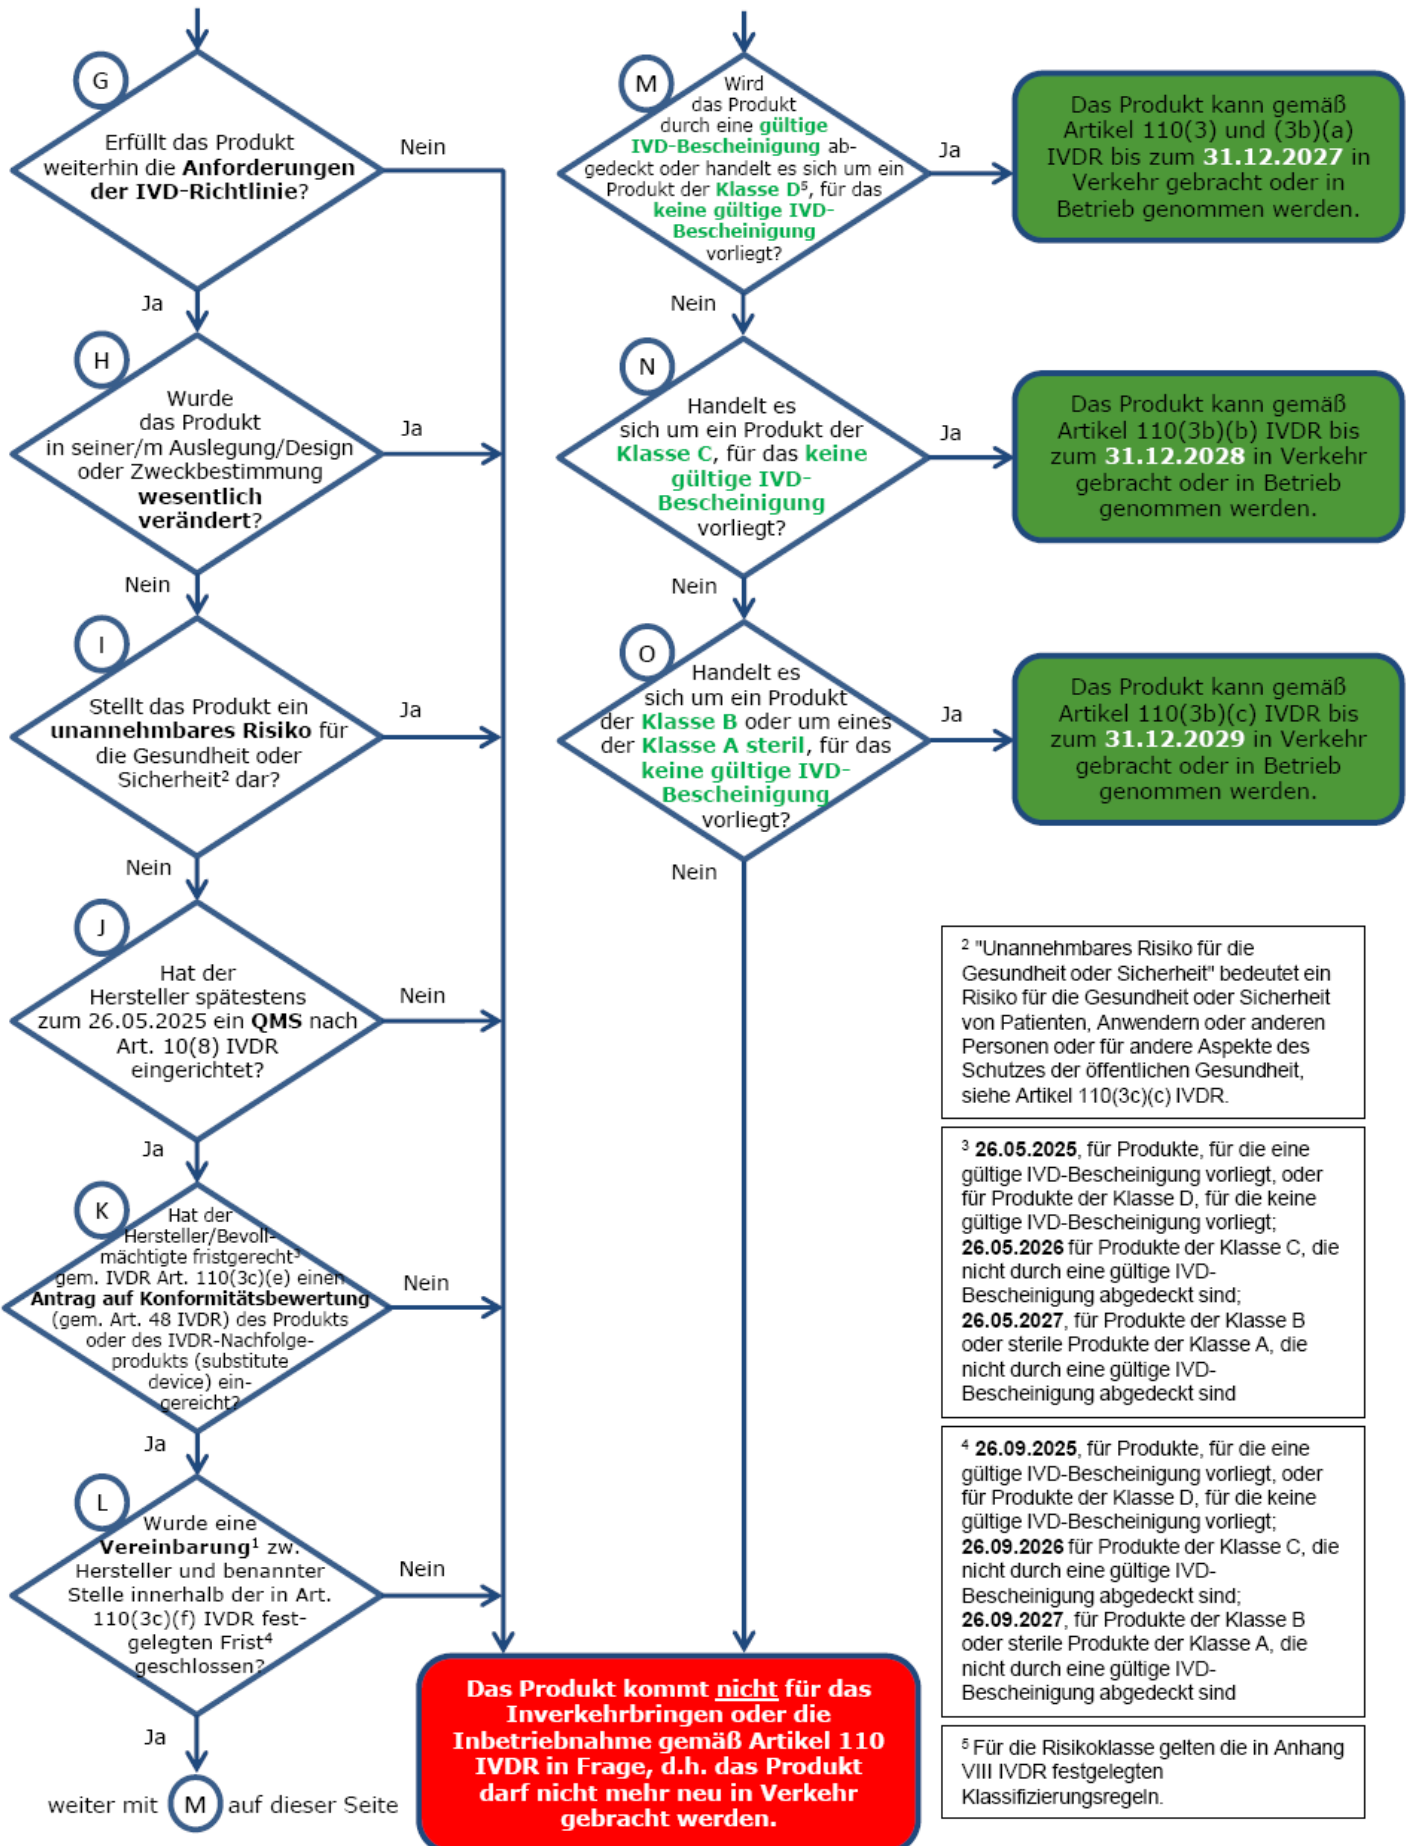 G
Erfüllt das Produkt
weiterhin die Anforderungen
der IVD-Richtlinie?
Nein
Ja
H
Wurde
das Produkt
in seiner/m Auslegung/Design
oder Zweckbestimmung
wesentlich
verändert?
Ja
Nein
I
Stellt das Produkt ein
unannehmbares Risiko für
die Gesundheit oder
Sicherheit² dar?
Ja
Nein
J
Hat der
Hersteller spätestens
zum 26.05.2025 ein QMS nach
Art. 10(8) IVDR
eingerichtet?
Nein
Ja
K
Hat der
Hersteller/Bevoll-
mächtigte fristgerecht³
gem. IVDR Art. 110(3c)(e) einen
Antrag auf Konformitätsbewertung
(gem. Art. 48 IVDR) des Produkts
oder des IVDR-Nachfolge-
produkts (substitute
device) ein-
gereicht?
Nein
Ja
L
Wurde eine
Vereinbarung¹ zw.
Hersteller und benannter
Stelle innerhalb der in Art.
110(3c)(f) IVDR fest-
gelegten Frist⁴
geschlossen?
Nein
Ja
weiter mit M auf dieser Seite
M
Wird
das Produkt
durch eine gültige
IVD-Bescheinigung ab-
gedeckt oder handelt es sich um ein
Produkt der Klasse D⁵, für das
keine gültige IVD-
Bescheinigung
vorliegt?
Ja
Das Produkt kann gemäß
Artikel 110(3) und (3b)(a)
IVDR bis zum 31.12.2027 in
Verkehr gebracht oder in
Betrieb genommen werden.
Nein
N
Handelt es
sich um ein Produkt der
Klasse C, für das keine
gültige IVD-
Bescheinigung
vorliegt?
Ja
Das Produkt kann gemäß
Artikel 110(3b)(b) IVDR bis
zum 31.12.2028 in Verkehr
gebracht oder in Betrieb
genommen werden.
Nein
O
Handelt es
sich um ein Produkt
der Klasse B oder um eines
der Klasse A steril, für das
keine gültige IVD-
Bescheinigung
vorliegt?
Ja
Das Produkt kann gemäß
Artikel 110(3b)(c) IVDR bis
zum 31.12.2029 in Verkehr
gebracht oder in Betrieb
genommen werden.
Nein
Das Produkt kommt nicht für das
Inverkehrbringen oder die
Inbetriebnahme gemäß Artikel 110
IVDR in Frage, d.h. das Produkt
darf nicht mehr neu in Verkehr
gebracht werden.
² "Unannehmbares Risiko für die
Gesundheit oder Sicherheit" bedeutet ein
Risiko für die Gesundheit oder Sicherheit
von Patienten, Anwendern oder anderen
Personen oder für andere Aspekte des
Schutzes der öffentlichen Gesundheit,
siehe Artikel 110(3c)(c) IVDR.
³ 26.05.2025, für Produkte, für die eine
gültige IVD-Bescheinigung vorliegt, oder
für Produkte der Klasse D, für die keine
gültige IVD-Bescheinigung vorliegt;
26.05.2026 für Produkte der Klasse C, die
nicht durch eine gültige IVD-
Bescheinigung abgedeckt sind;
26.05.2027, für Produkte der Klasse B
oder sterile Produkte der Klasse A, die
nicht durch eine gültige IVD-
Bescheinigung abgedeckt sind
⁴ 26.09.2025, für Produkte, für die eine
gültige IVD-Bescheinigung vorliegt, oder
für Produkte der Klasse D, für die keine
gültige IVD-Bescheinigung vorliegt;
26.09.2026 für Produkte der Klasse C, die
nicht durch eine gültige IVD-
Bescheinigung abgedeckt sind;
26.09.2027, für Produkte der Klasse B
oder sterile Produkte der Klasse A, die
nicht durch eine gültige IVD-
Bescheinigung abgedeckt sind
⁵ Für die Risikoklasse gelten die in Anhang
VIII IVDR festgelegten
Klassifizierungsregeln.